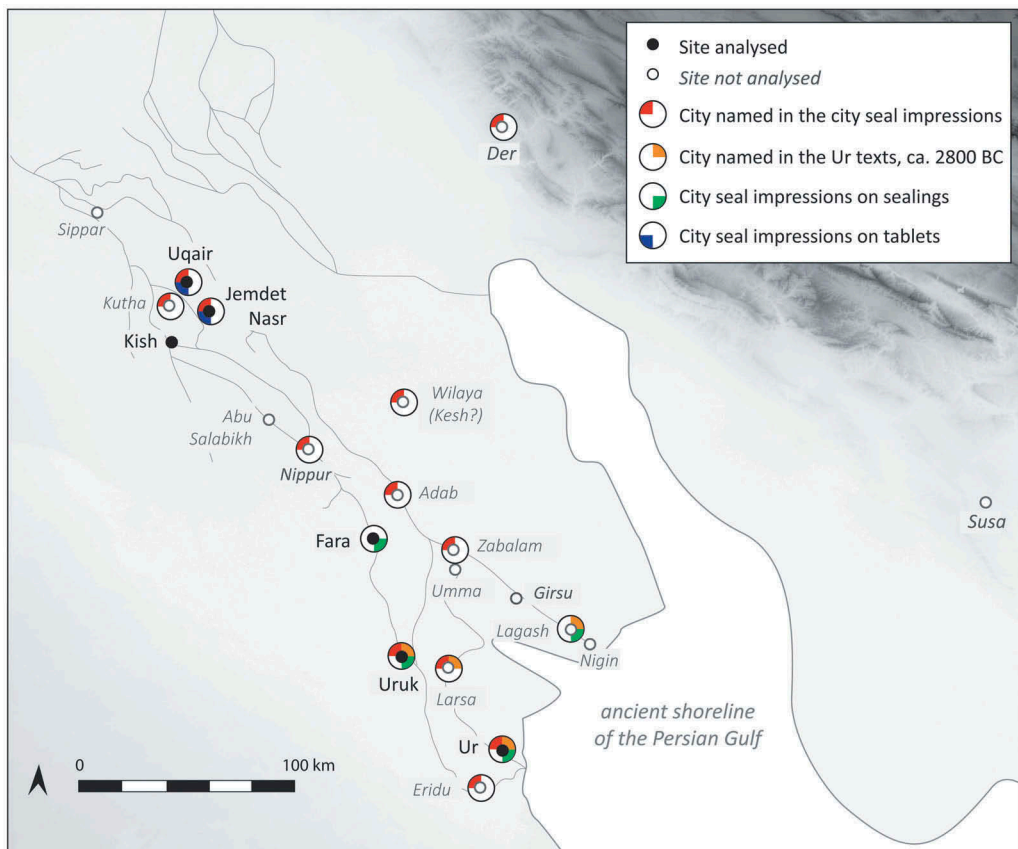 Site analysed
Site not analysed
City named in the city seal impressions
City named in the Ur texts, ca. 2800 BC
City seal impressions on sealings
City seal impressions on tablets
Der
Sippar
Uqair
Kutha
Jemdet
Nasr
Kish
Wilaya
(Kesh?)
Abu
Salabikh
Nippur
Adab
Susa
Fara
Zabalam
Umma
Girsu
Lagash
Nigin
Uruk
Larsa
ancient shoreline
of the Persian Gulf
Ur
0 100 km
Eridu